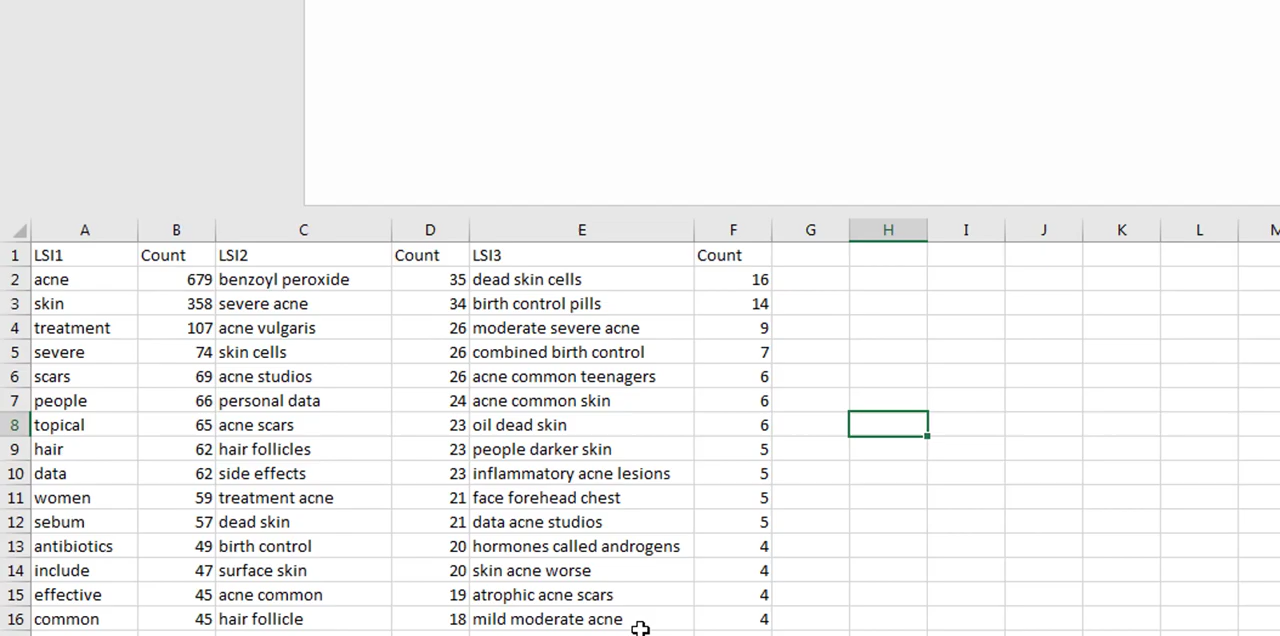 A B C D E F G H I J K L
1 LSI1 Count LSI2 Count LSI3 Count
2 acne 679 benzoyl peroxide 35 dead skin cells 16
3 skin 358 severe acne 34 birth control pills 14
4 treatment 107 acne vulgaris 26 moderate severe acne 9
5 severe 74 skin cells 26 combined birth control 7
6 scars 69 acne studios 26 acne common teenagers 6
7 people 66 personal data 24 acne common skin 6
8 topical 65 acne scars 23 oil dead skin 6
9 hair 62 hair follicles 23 people darker skin 5
10 data 62 side effects 23 inflammatory acne lesions 5
11 women 59 treatment acne 21 face forehead chest 5
12 sebum 57 dead skin 21 data acne studios 5
13 antibiotics 49 birth control 20 hormones called androgens 4
14 include 47 surface skin 20 skin acne worse 4
15 effective 45 acne common 19 atrophic acne scars 4
16 common 45 hair follicle 18 mild moderate acne 4